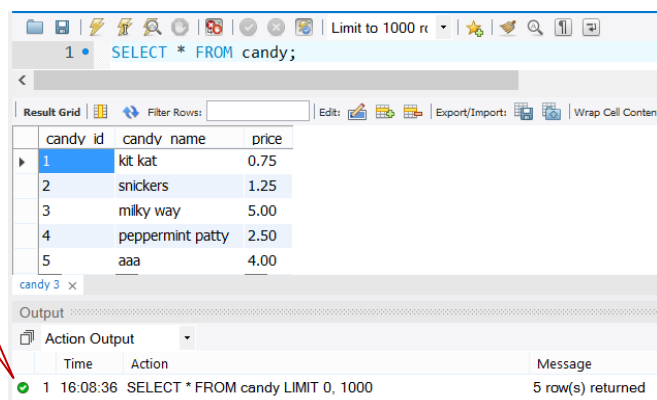 Limit to 1000 r
1 SELECT * FROM candy;
Result Grid Filter Rows: Edit: Export/Import: Wrap Cell Conten
candy_id candy_name price
1 kit kat 0.75
2 snickers 1.25
3 milky way 5.00
4 peppermint patty 2.50
5 aaa 4.00
candy 3
Output
Action Output
Time Action Message
1 16:08:36 SELECT * FROM candy LIMIT 0, 1000 5 row(s) returned